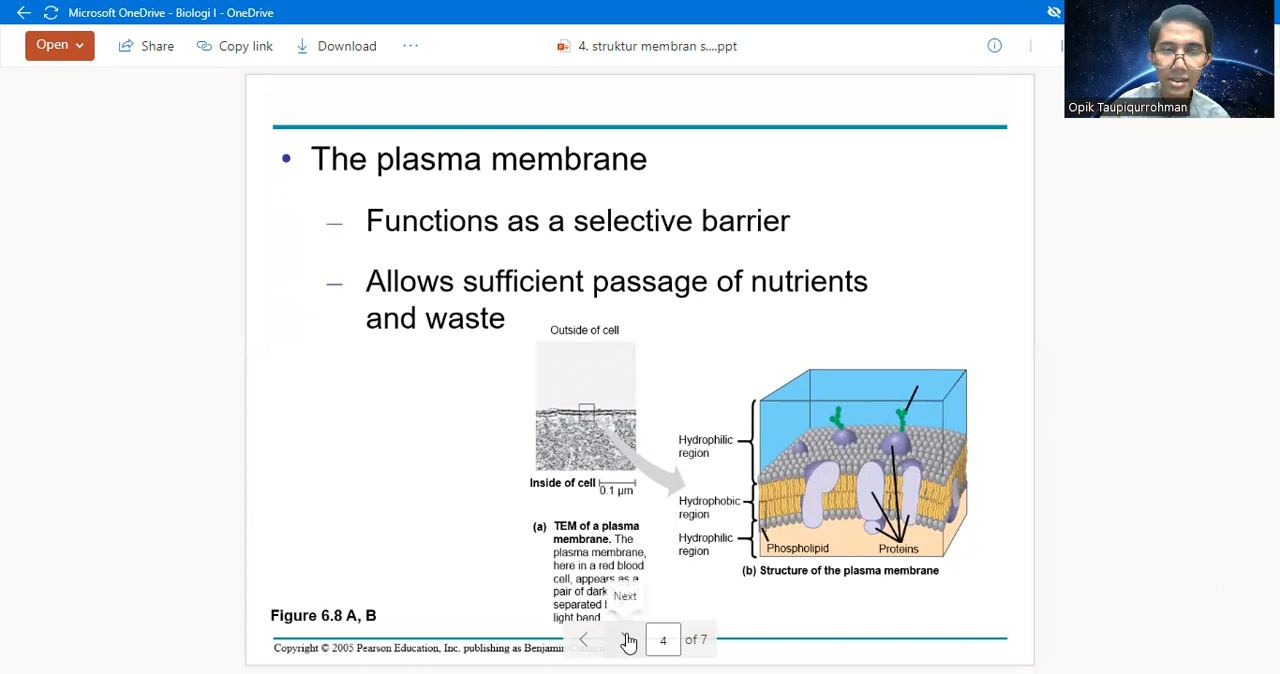 Microsoft OneDrive - Biologi I - OneDrive
Open
Share
Copy link
Download
4. struktur membran s....ppt
Opik Taupiqurrohman
• The plasma membrane
– Functions as a selective barrier
– Allows sufficient passage of nutrients
and waste
Outside of cell
Inside of cell
0.1 µm
(a) TEM of a plasma
membrane. The
plasma membrane,
here in a red blood
cell, appears as a
pair of dark
separated
light band
Hydrophilic
region
Hydrophobic
region
Hydrophilic
region
Phospholipid
Proteins
(b) Structure of the plasma membrane
Figure 6.8 A, B
Next
4 of 7
Copyright © 2005 Pearson Education, Inc. publishing as Benjamin